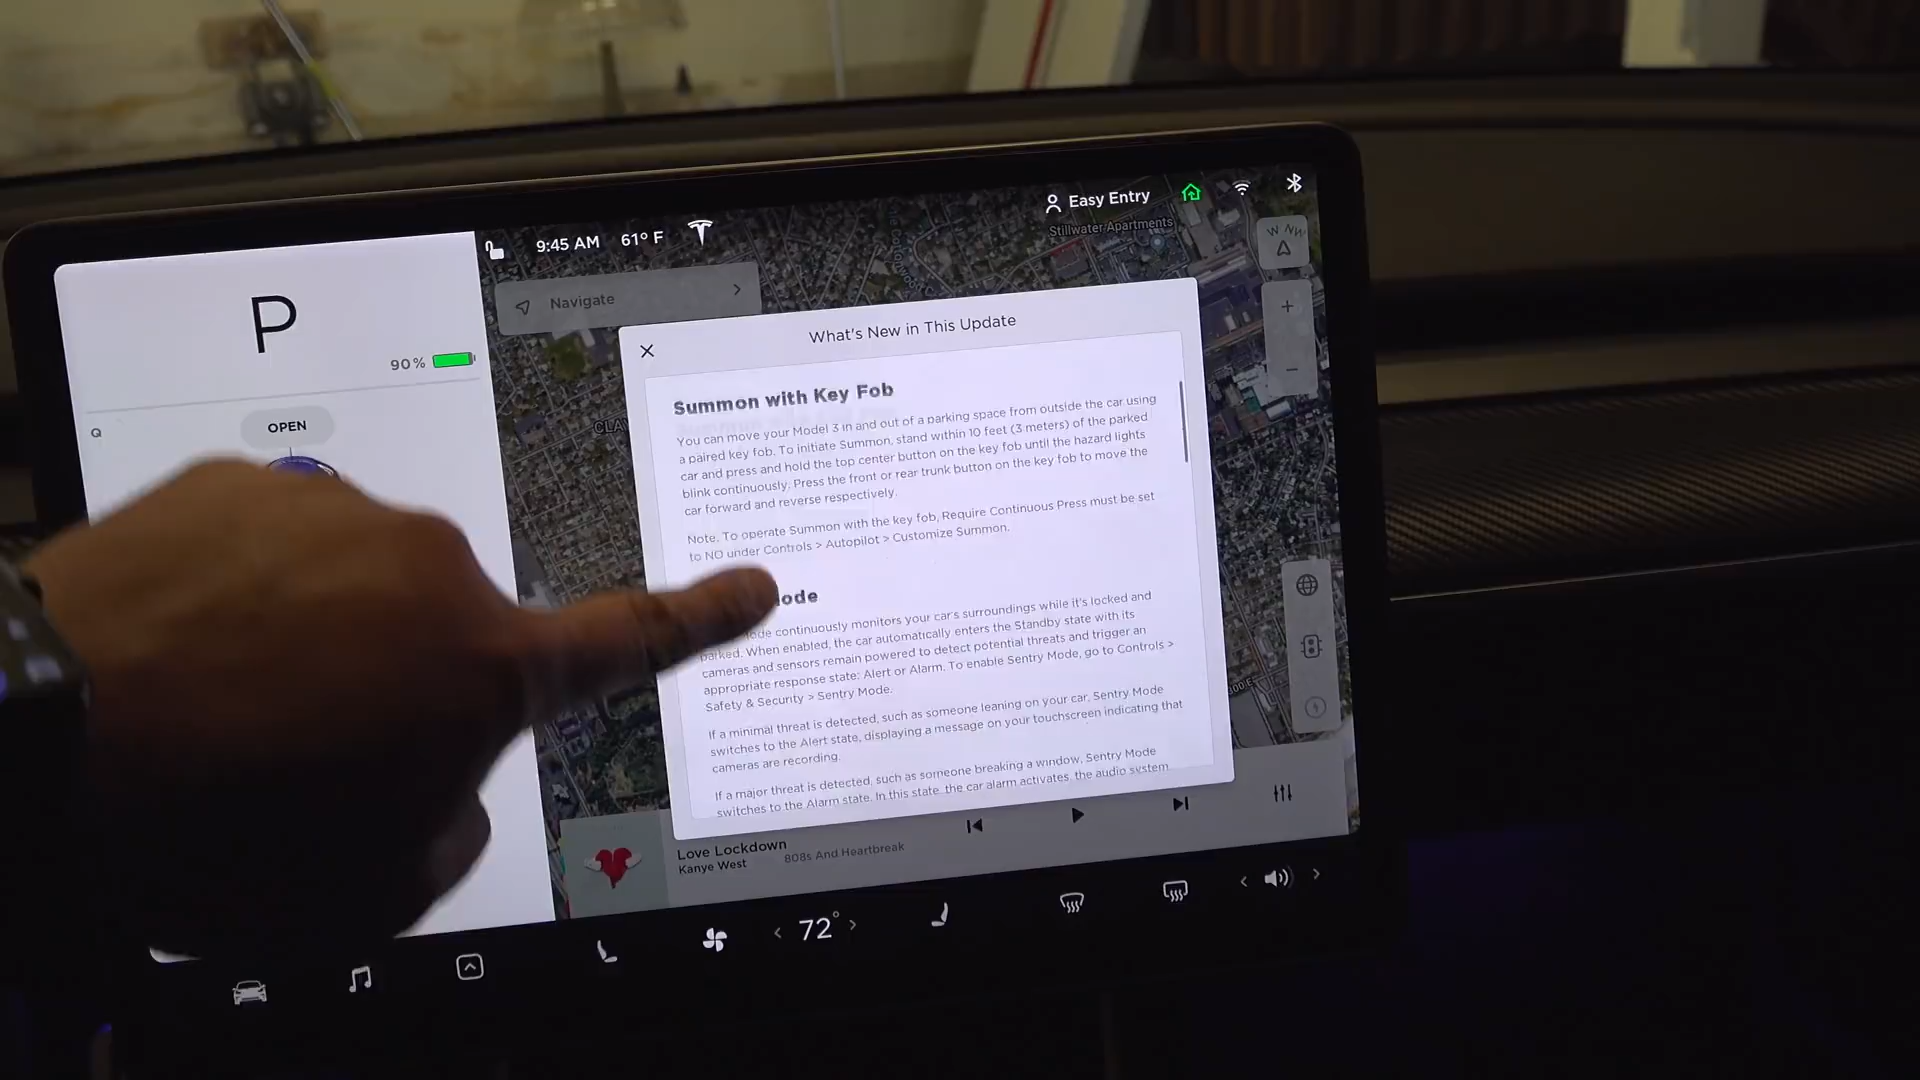 9:45 AM 61° F
Easy Entry
Stillwater Apartments
P
90%
OPEN
Navigate
What's New in This Update
Summon with Key Fob
You can move your Model 3 in and out of a parking space from outside the car using
a paired key fob. To initiate Summon, stand within 10 feet (3 meters) of the parked
car and press and hold the top center button on the key fob until the hazard lights
blink continuously. Press the front or rear trunk button on the key fob to move the
car forward and reverse respectively.
Note. To operate Summon with the key fob, Require Continuous Press must be set
to NO under Controls > Autopilot > Customize Summon.
ode
ode continuously monitors your car's surroundings while it's locked and
parked. When enabled, the car automatically enters the Standby state with its
cameras and sensors remain powered to detect potential threats and trigger an
appropriate response state: Alert or Alarm. To enable Sentry Mode, go to Controls >
Safety & Security > Sentry Mode.
If a minimal threat is detected, such as someone leaning on your car, Sentry Mode
switches to the Alert state, displaying a message on your touchscreen indicating that
cameras are recording.
If a major threat is detected, such as someone breaking a window, Sentry Mode
switches to the Alarm state. In this state, the car alarm activates, the audio system
W NW
CLA
300 E
Love Lockdown
Kanye West 808s And Heartbreak
< 72° >